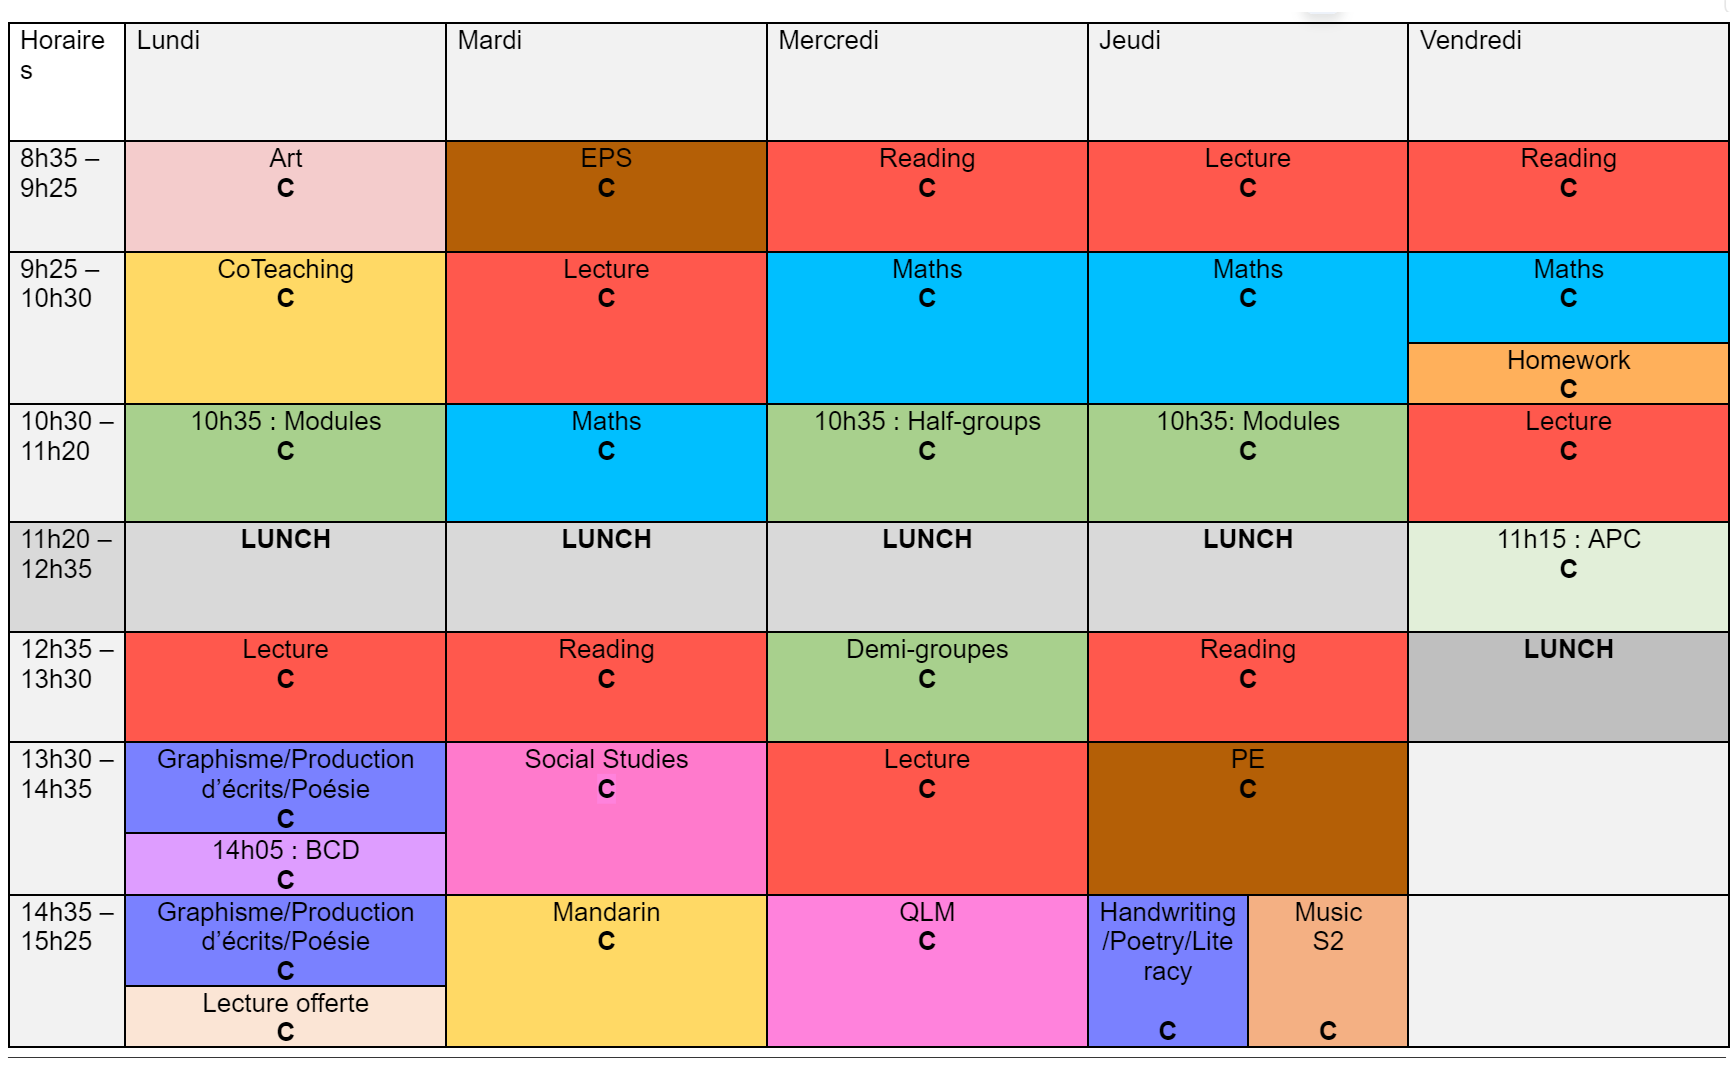 Horaire
s
Lundi
Mardi
Mercredi
Jeudi
Vendredi
8h35 –
9h25
Art
C
EPS
C
Reading
C
Lecture
C
Reading
C
9h25 –
10h30
CoTeaching
C
Lecture
C
Maths
C
Maths
C
Maths
C
Homework
C
10h30 –
11h20
10h35 : Modules
C
Maths
C
10h35 : Half-groups
C
10h35: Modules
C
Lecture
C
11h20 –
12h35
LUNCH
LUNCH
LUNCH
LUNCH
11h15 : APC
C
12h35 –
13h30
Lecture
C
Reading
C
Demi-groupes
C
Reading
C
LUNCH
13h30 –
14h35
Graphisme/Production
d’écrits/Poésie
C
14h05 : BCD
C
Social Studies
C
Lecture
C
PE
C
14h35 –
15h25
Graphisme/Production
d’écrits/Poésie
C
Lecture offerte
C
Mandarin
C
QLM
C
Handwriting
/Poetry/Lite
racy
C
Music
S2
C